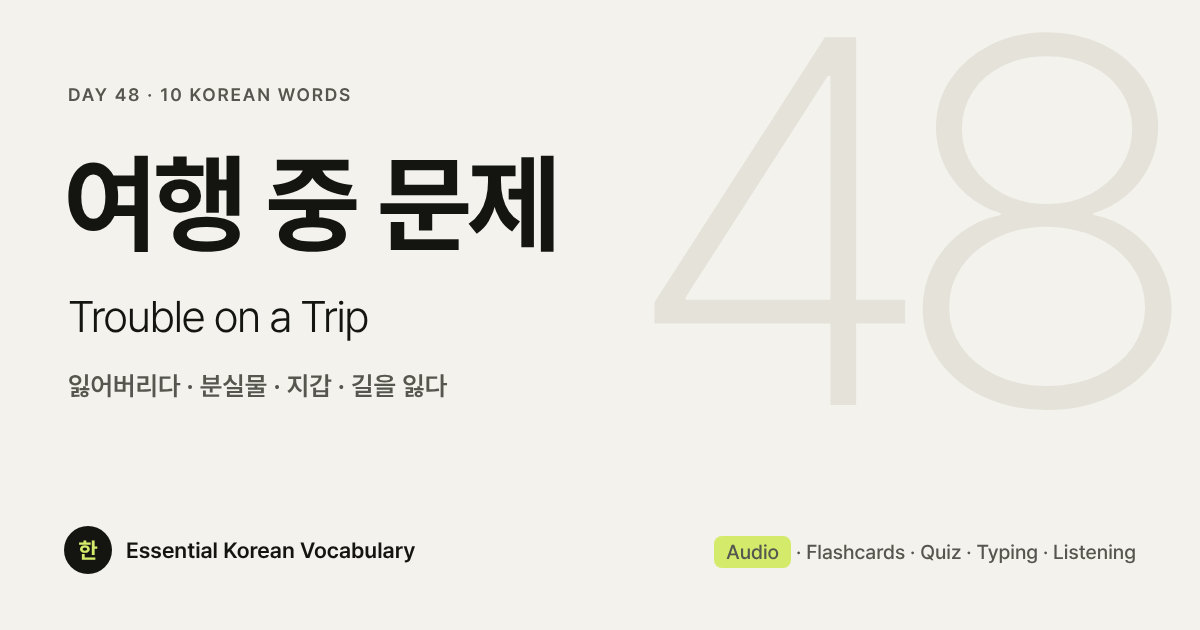 DAY 48 · 10 KOREAN WORDS
48
여행 중 문제
Trouble on a Trip
잃어버리다 · 분실물 · 지갑 · 길을 잃다
한 Essential Korean Vocabulary
Audio · Flashcards · Quiz · Typing · Listening